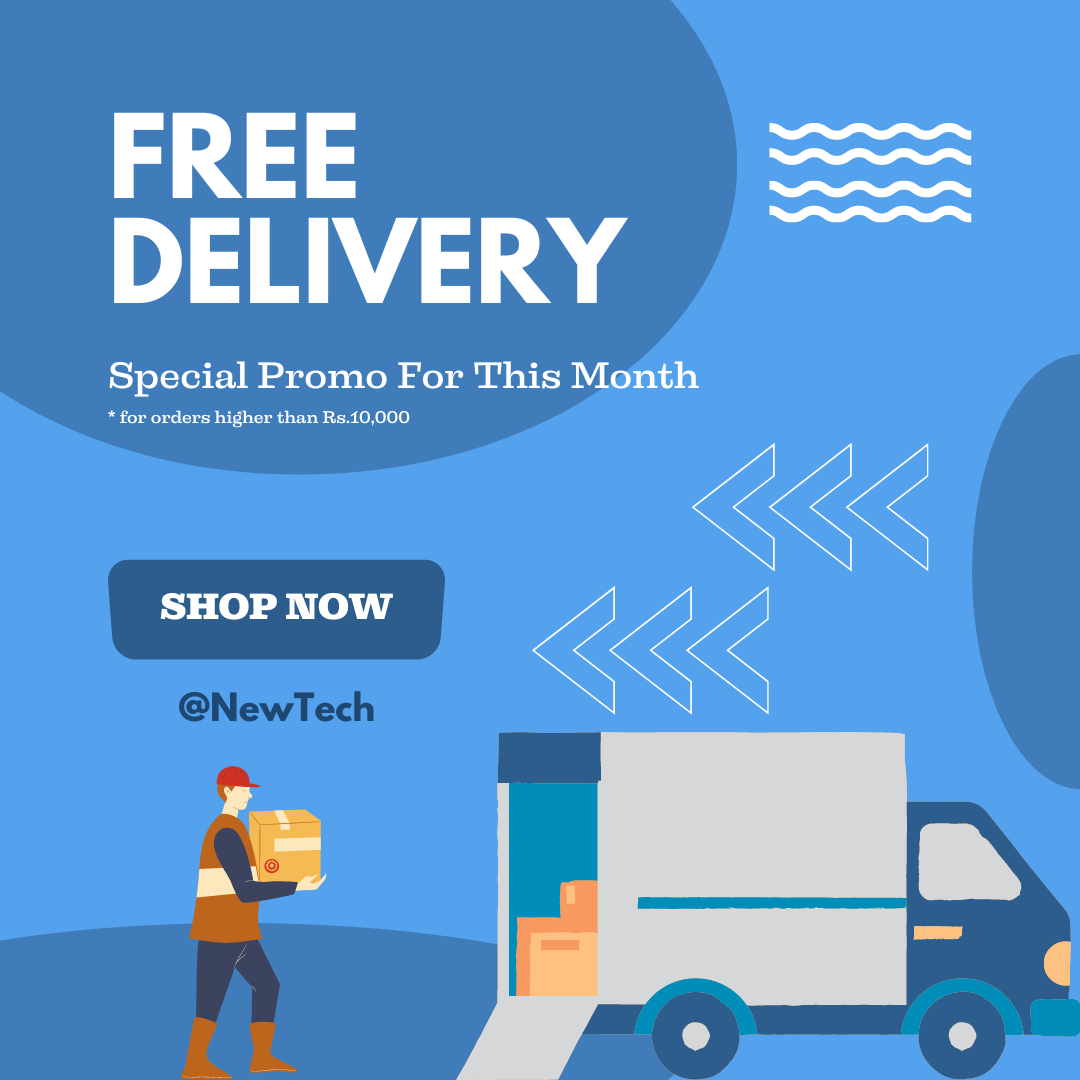 FREE
DELIVERY
Special Promo For This Month
* for orders higher than Rs.10,000
SHOP NOW
@NewTech